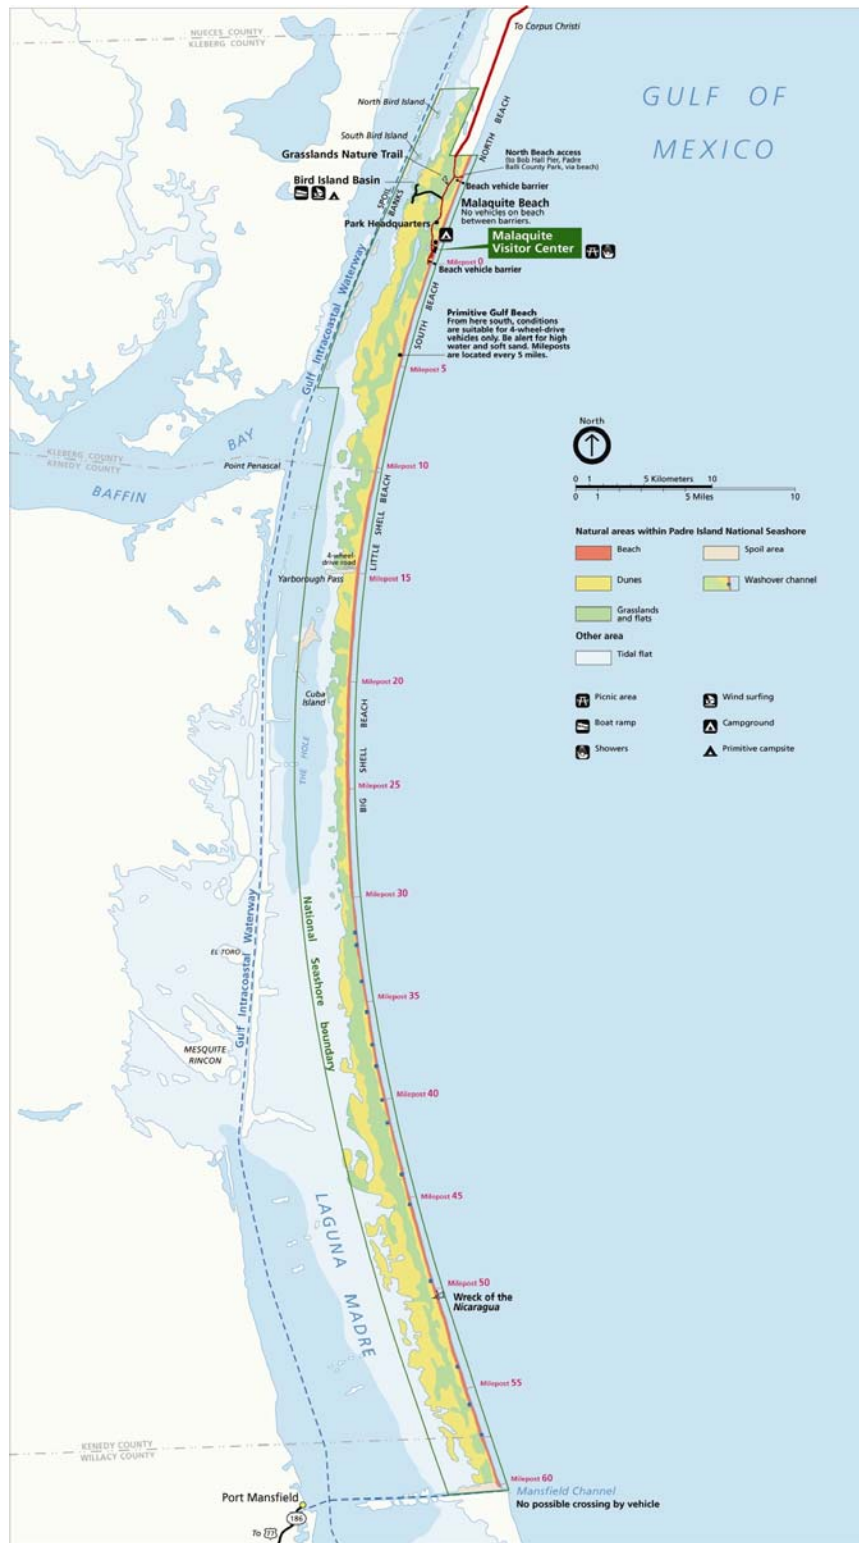 NUECES COUNTY
KLEBERG COUNTY
To Corpus Christi
GULF OF
MEXICO
North Bird Island
South Bird Island
NORTH BEACH
Grasslands Nature Trail
North Beach access
(to Bob Hall Pier, Padre
Balli County Park, via beach)
Bird Island Basin
SPOIL
BANKS
Beach vehicle barrier
Malaquite Beach
No vehicles on beach
between barriers.
Park Headquarters
Malaquite
Visitor Center
Milepost 0
Beach vehicle barrier
Gulf Intracoastal Waterway
SOUTH BEACH
Primitive Gulf Beach
From here south, conditions
are suitable for 4-wheel-drive
vehicles only. Be alert for high
water and soft sand. Mileposts
are located every 5 miles.
Milepost 5
North
KLEBERG COUNTY
KENEDY COUNTY
BAFFIN
BAY
Point Penascal
Milepost 10
0 1 5 Kilometers 10
0 1 5 Miles 10
LITTLE SHELL BEACH
4-wheel-
drive road
Yarborough Pass
Milepost 15
Natural areas within Padre Island National Seashore
Beach
Spoil area
Dunes
Washover channel
Grasslands
and flats
Other area
Tidal flat
Milepost 20
Cuba
Island
THE HOLE
BIG SHELL BEACH
Picnic area
Wind surfing
Boat ramp
Campground
Showers
Primitive campsite
Milepost 25
Milepost 30
National Seashore boundary
Gulf Intracoastal Waterway
EL TORO
Milepost 35
MESQUITE
RINCON
Milepost 40
Milepost 45
LAGUNA MADRE
Milepost 50
Wreck of the
Nicaragua
Milepost 55
KENEDY COUNTY
WILLACY COUNTY
Milepost 60
Port Mansfield
Mansfield Channel
No possible crossing by vehicle
186
To 77